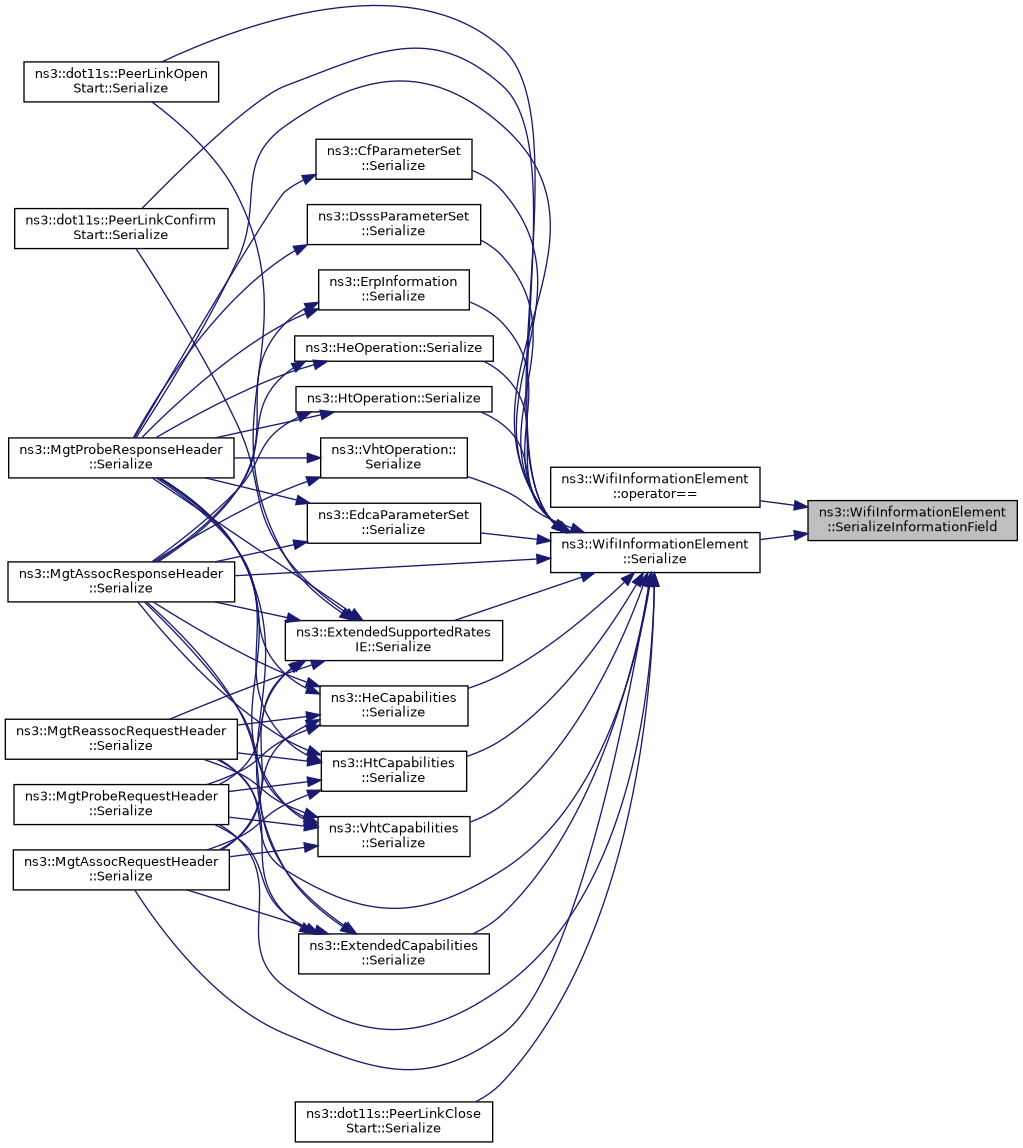 ns3::dot11s::PeerLinkOpen
Start::Serialize
ns3::CfParameterSet
::Serialize
ns3::DsssParameterSet
::Serialize
ns3::dot11s::PeerLinkConfirm
Start::Serialize
ns3::ErpInformation
::Serialize
ns3::HeOperation::Serialize
ns3::HtOperation::Serialize
ns3::MgtProbeResponseHeader
::Serialize
ns3::VhtOperation::
Serialize
ns3::WifiInformationElement
::operator==
ns3::WifiInformationElement
::SerializeInformationField
ns3::EdcaParameterSet
::Serialize
ns3::WifiInformationElement
::Serialize
ns3::MgtAssocResponseHeader
::Serialize
ns3::ExtendedSupportedRates
IE::Serialize
ns3::HeCapabilities
::Serialize
ns3::MgtReassocRequestHeader
::Serialize
ns3::HtCapabilities
::Serialize
ns3::MgtProbeRequestHeader
::Serialize
ns3::VhtCapabilities
::Serialize
ns3::MgtAssocRequestHeader
::Serialize
ns3::ExtendedCapabilities
::Serialize
ns3::dot11s::PeerLinkClose
Start::Serialize